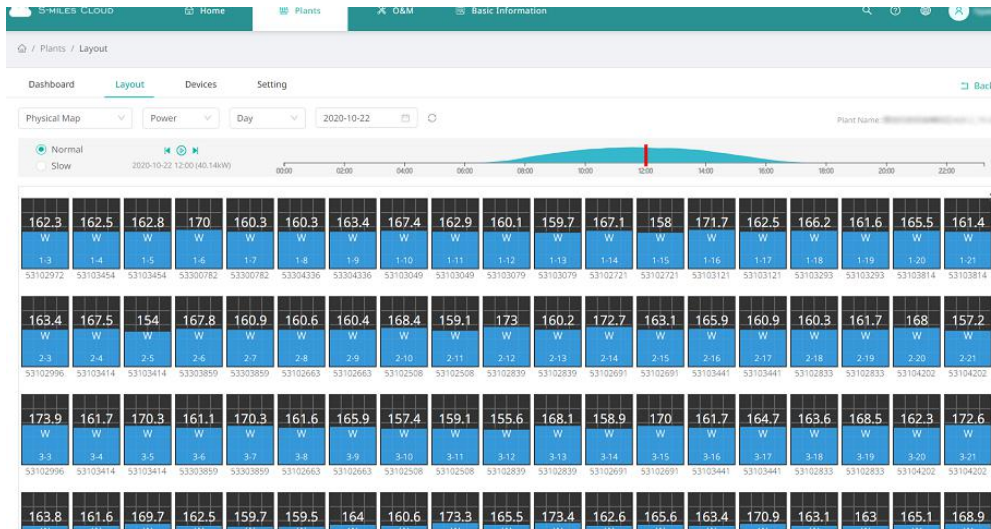 S-MILES CLOUD Home Plants O&M Basic Information
/ Plants / Layout
Dashboard Layout Devices Setting Back
Physical Map Power Day 2020-10-22 Plant Name:
Normal
Slow 2020-10-22 12:00 (40.14kW) 00:00 02:00 04:00 06:00 08:00 10:00 12:00 14:00 16:00 18:00 20:00 22:00
162.3 162.5 162.8 170 160.3 160.3 163.4 167.4 162.9 160.1 159.7 167.1 158 171.7 162.5 166.2 161.6 165.5 161.4
W W W W W W W W W W W W W W W W W W W
1-3 1-4 1-5 1-6 1-7 1-8 1-9 1-10 1-11 1-12 1-13 1-14 1-15 1-16 1-17 1-18 1-19 1-20 1-21
53102972 53103454 53103454 53300782 53300782 53304336 53304336 53103049 53103049 53103079 53103079 53102721 53102721 53103121 53103121 53103293 53103293 53103814 53103814
163.4 167.5 154 167.8 160.9 160.6 160.4 168.4 159.1 173 160.2 172.7 163.1 165.9 160.9 160.3 161.7 168 157.2
W W W W W W W W W W W W W W W W W W W
2-3 2-4 2-5 2-6 2-7 2-8 2-9 2-10 2-11 2-12 2-13 2-14 2-15 2-16 2-17 2-18 2-19 2-20 2-21
53102996 53103414 53103414 53303859 53303859 53102663 53102663 53102508 53102508 53102839 53102839 53102691 53102691 53103441 53103441 53102833 53102833 53104202 53104202
173.9 161.7 170.3 161.1 170.3 161.6 165.9 157.4 159.1 155.6 168.1 158.9 170 161.7 164.7 163.6 168.5 162.3 172.6
W W W W W W W W W W W W W W W W W W W
3-3 3-4 3-5 3-6 3-7 3-8 3-9 3-10 3-11 3-12 3-13 3-14 3-15 3-16 3-17 3-18 3-19 3-20 3-21
53102996 53103414 53103414 53303859 53303859 53102663 53102663 53102508 53102508 53102839 53102839 53102691 53102691 53103441 53103441 53102833 53102833 53104202 53104202
163.8 161.6 169.7 162.5 159.7 159.5 164 160.6 173.3 165.5 173.4 162.6 165.6 163.4 170.9 163.1 163 165.1 168.9